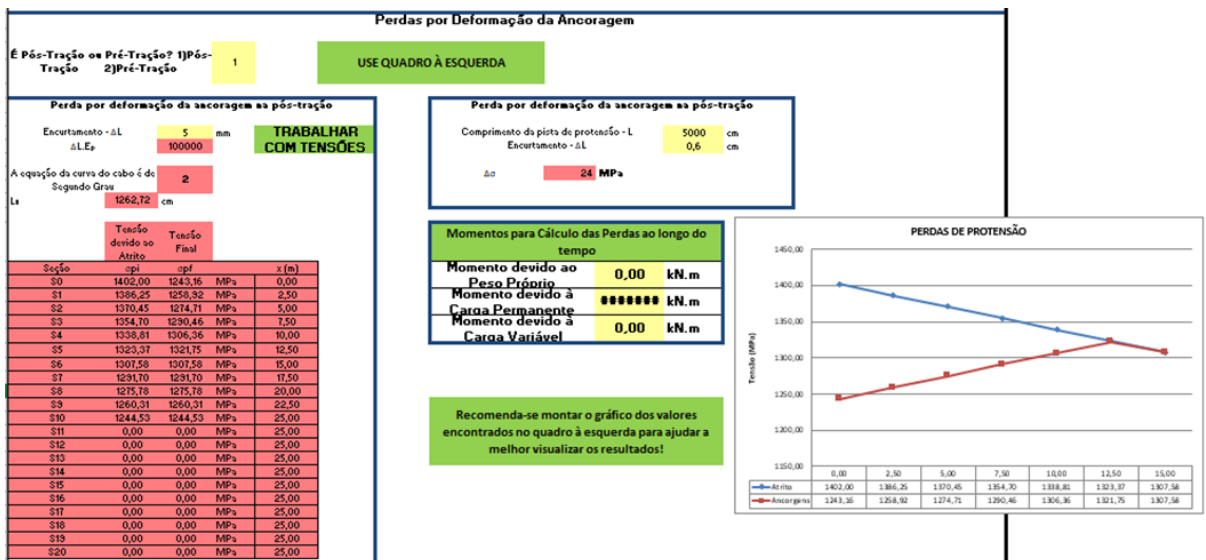 Perdas por Deformação da Ancoragem
É Pós-Tração ou Pré-Tração? 1)Pós-
Tração 2)Pré-Tração
1
USE QUADRO À ESQUERDA
Perda por deformação da ancoragem na pós-tração
Encurtamento - ΔL 5 mm
ΔL.Ep 100000
TRABALHAR
COM TENSÕES
A equação da curva do cabo é de
Segundo Grau
2
1262,72 cm
Tensão
devido ao
Atrito
Tensão
Final
Seção σpi σpf x (m)
S0 1402,00 1243,16 MPa 0,00
S1 1386,25 1258,92 MPa 2,50
S2 1370,45 1274,71 MPa 5,00
S3 1354,70 1290,46 MPa 7,50
S4 1338,81 1306,36 MPa 10,00
S5 1323,37 1321,75 MPa 12,50
S6 1307,58 1307,58 MPa 15,00
S7 1291,70 1291,70 MPa 17,50
S8 1275,78 1275,78 MPa 20,00
S9 1260,31 1260,31 MPa 22,50
S10 1244,53 1244,53 MPa 25,00
S11 0,00 0,00 MPa 25,00
S12 0,00 0,00 MPa 25,00
S13 0,00 0,00 MPa 25,00
S14 0,00 0,00 MPa 25,00
S15 0,00 0,00 MPa 25,00
S16 0,00 0,00 MPa 25,00
S17 0,00 0,00 MPa 25,00
S18 0,00 0,00 MPa 25,00
S19 0,00 0,00 MPa 25,00
S20 0,00 0,00 MPa 25,00
Perda por deformação da ancoragem na pós-tração
Comprimento da pista de protensão - L 5000 cm
Encurtamento - ΔL 0,6 cm
Δσ 24 MPa
Momentos para Cálculo das Perdas ao longo do
tempo
Momento devido ao
Peso Próprio
0,00 kN.m
Momento devido à
Carga Permanente
####### kN.m
Momento devido à
Carga Variável
0,00 kN.m
Recomenda-se montar o gráfico dos valores
encontrados no quadro à esquerda para ajudar a
melhor visualizar os resultados!
PERDAS DE PROTENSÃO
Tensão (MPa)
1450,00
1400,00
1350,00
1300,00
1250,00
1200,00
1150,00
0,00 2,50 5,00 7,50 10,00 12,50 15,00
Atrito 1402,00 1386,25 1370,45 1354,70 1338,81 1323,37 1307,58
Ancorgens 1243,16 1258,92 1274,71 1290,46 1306,36 1321,75 1307,58